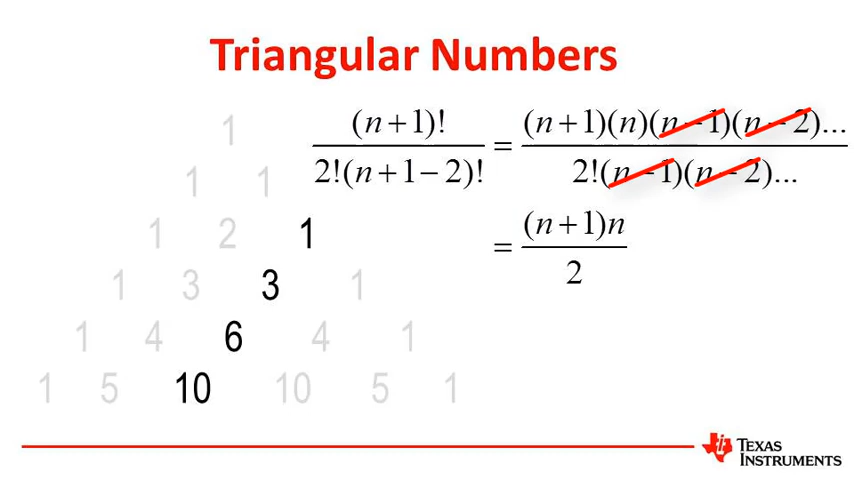 Triangular Numbers
1
1 1
1 2 1
1 3 3 1
1 4 6 4 1
1 5 10 10 5 1
(n+1)! / 2!(n+1−2)! = (n+1)(n)(n−1)(n−2)... / 2!(n−1)(n−2)...
= (n+1)n / 2
TEXAS
INSTRUMENTS